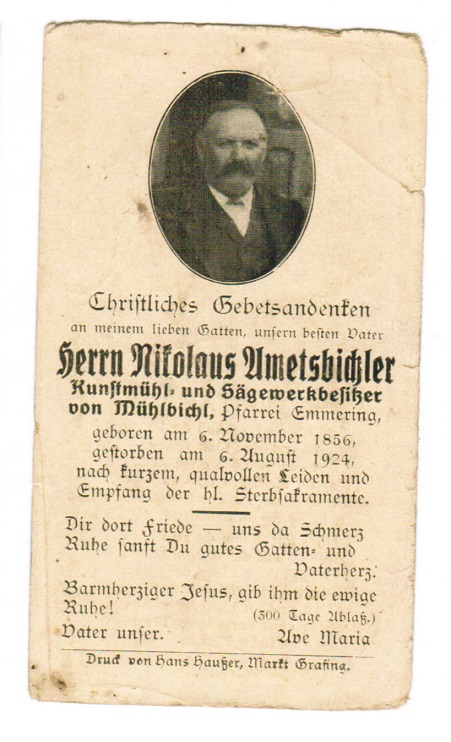 Christliches Gebetsandenken
an meinem lieben Gatten, unsern besten Vater
Herrn Nikolaus Ametsbichler
Kunstmühl- und Sägewerkbesitzer
von Mühlbichl, Pfarrei Emmering,
geboren am 6. November 1856,
gestorben am 6. August 1924,
nach kurzem, qualvollen Leiden und
Empfang der hl. Sterbsakramente.
Dir dort Friede — uns da Schmerz
Ruhe sanft Du gutes Gatten- und
Vaterherz.
Barmherziger Jesus, gib ihm die ewige
Ruhe! (300 Tage Ablaß.)
Vater unser. Ave Maria
Druck von Hans Haußer, Markt Grafing.